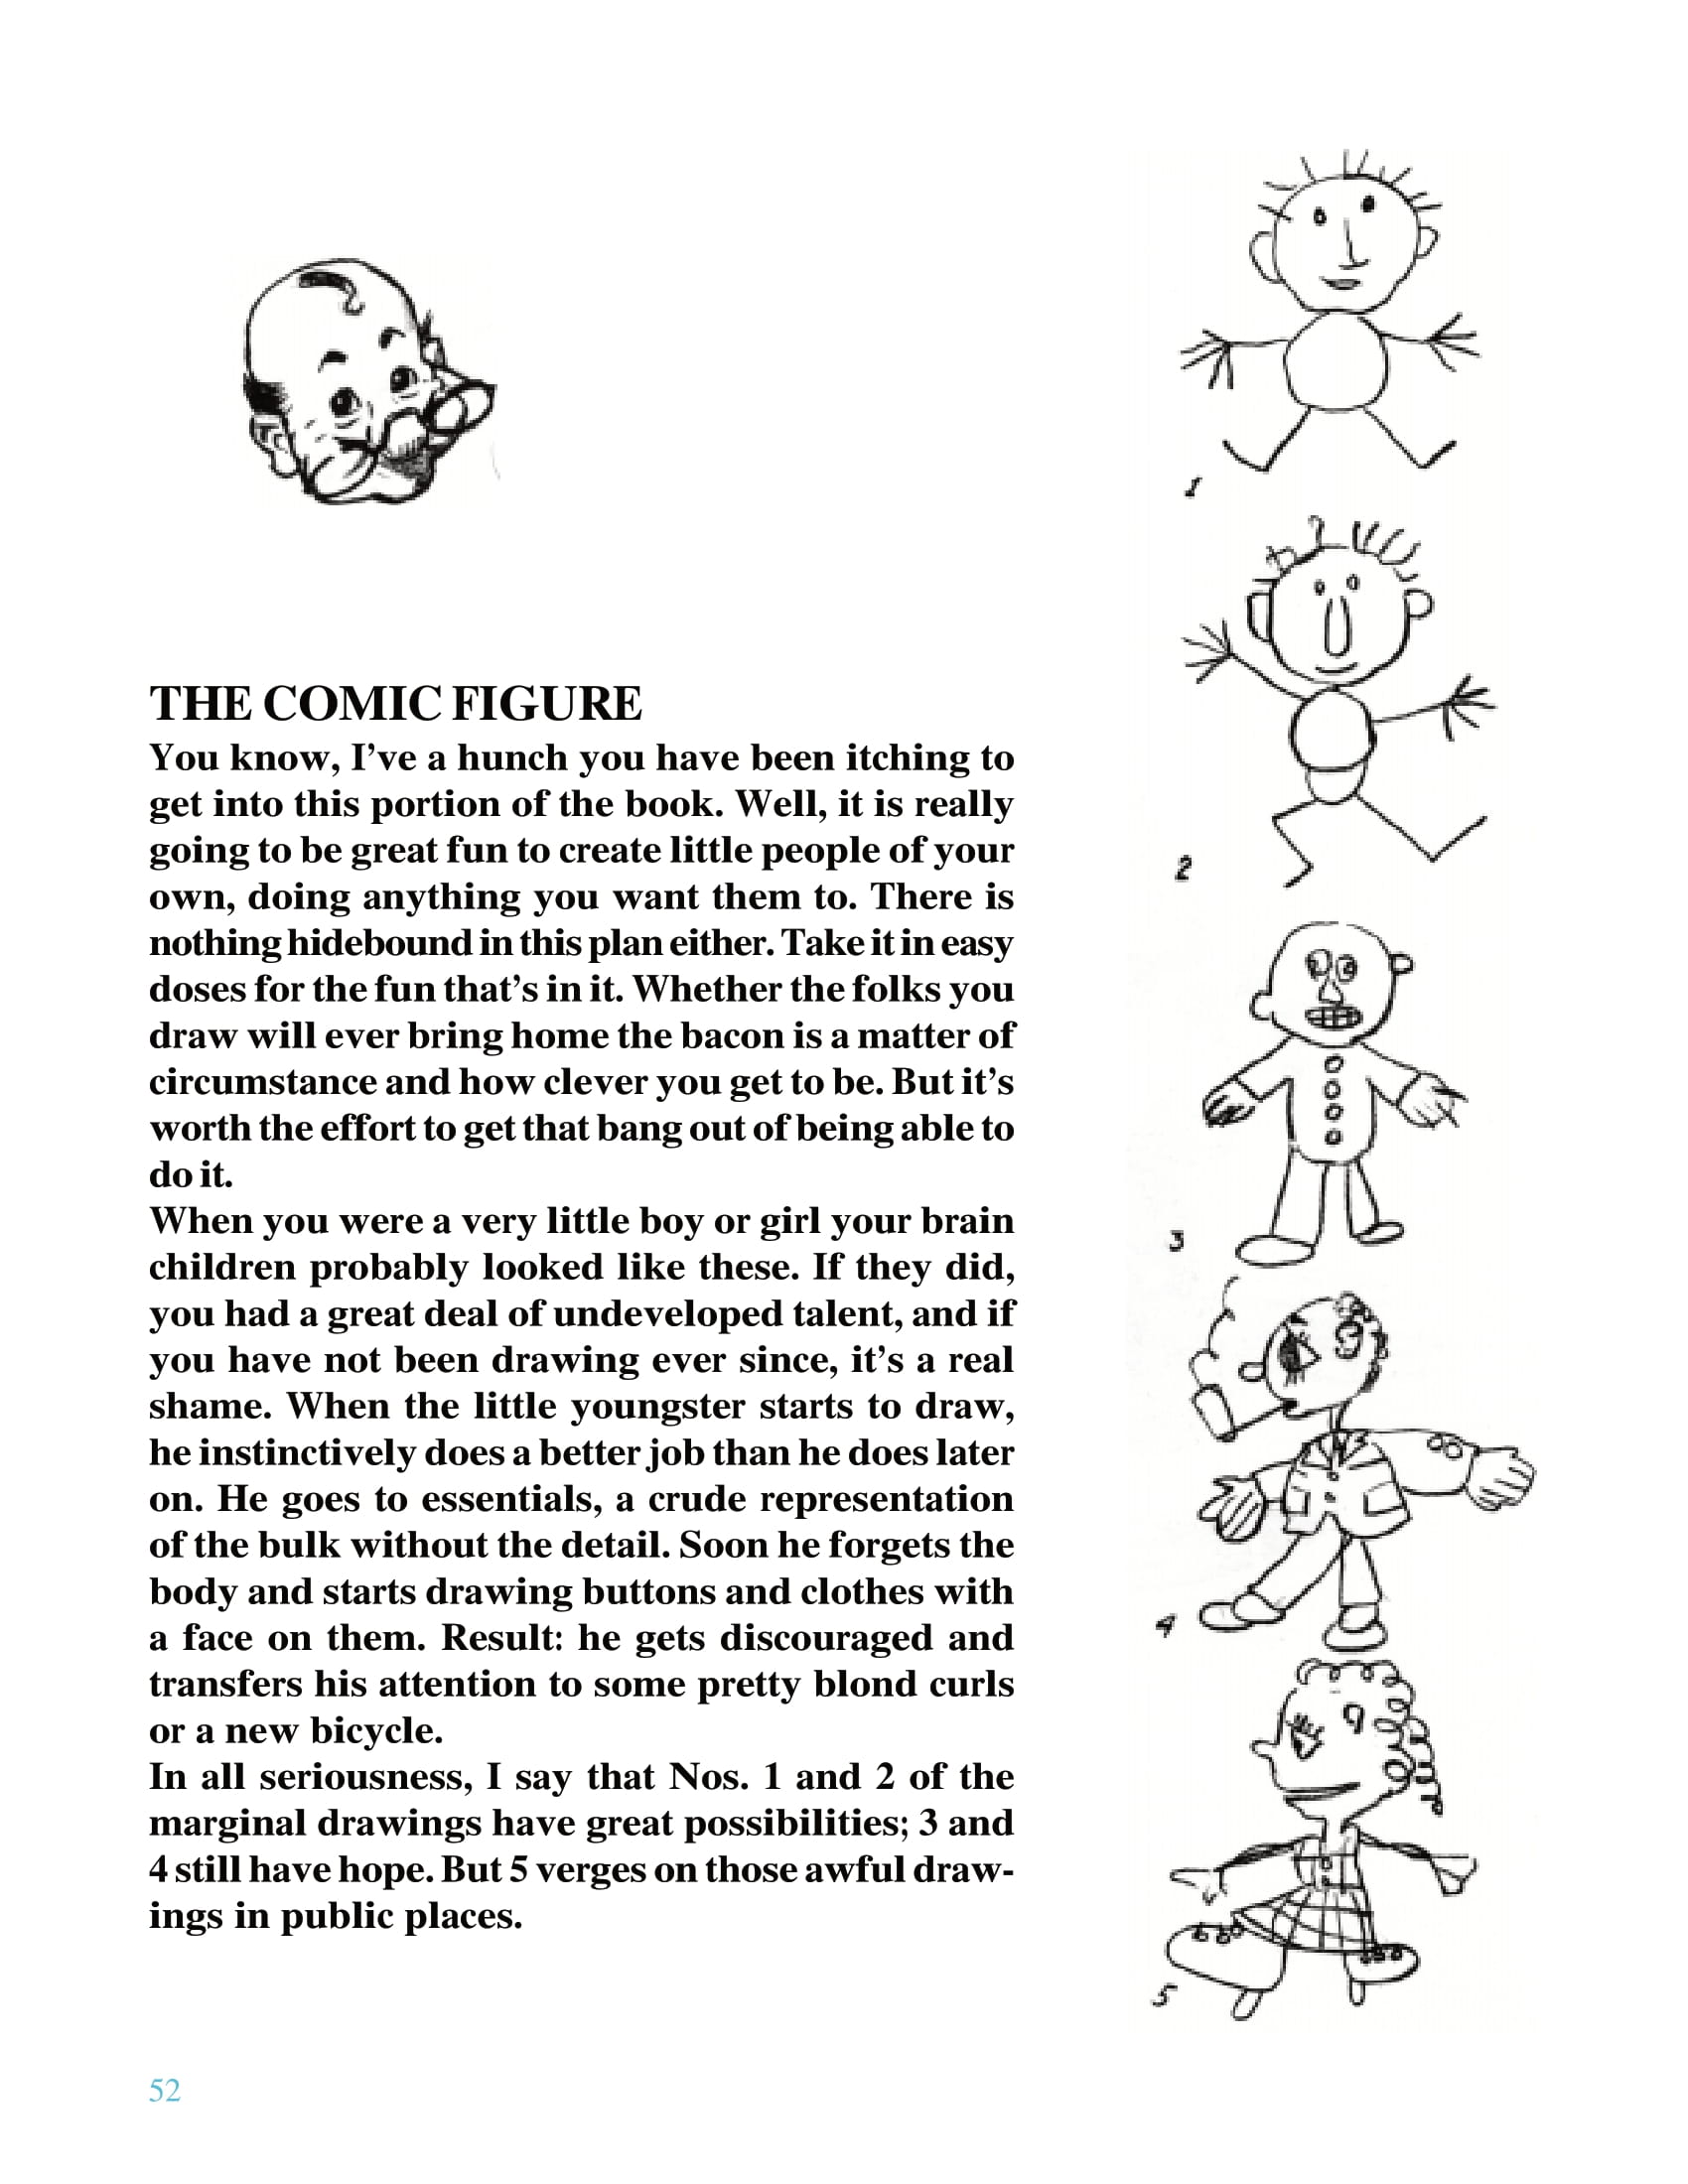 THE COMIC FIGURE
You know, I’ve a hunch you have been itching to
get into this portion of the book. Well, it is really
going to be great fun to create little people of your
own, doing anything you want them to. There is
nothing hidebound in this plan either. Take it in easy
doses for the fun that’s in it. Whether the folks you
draw will ever bring home the bacon is a matter of
circumstance and how clever you get to be. But it’s
worth the effort to get that bang out of being able to
do it.
When you were a very little boy or girl your brain
children probably looked like these. If they did,
you had a great deal of undeveloped talent, and if
you have not been drawing ever since, it’s a real
shame. When the little youngster starts to draw,
he instinctively does a better job than he does later
on. He goes to essentials, a crude representation
of the bulk without the detail. Soon he forgets the
body and starts drawing buttons and clothes with
a face on them. Result: he gets discouraged and
transfers his attention to some pretty blond curls
or a new bicycle.
In all seriousness, I say that Nos. 1 and 2 of the
marginal drawings have great possibilities; 3 and
4 still have hope. But 5 verges on those awful draw-
ings in public places.
1
2
3
4
5
52